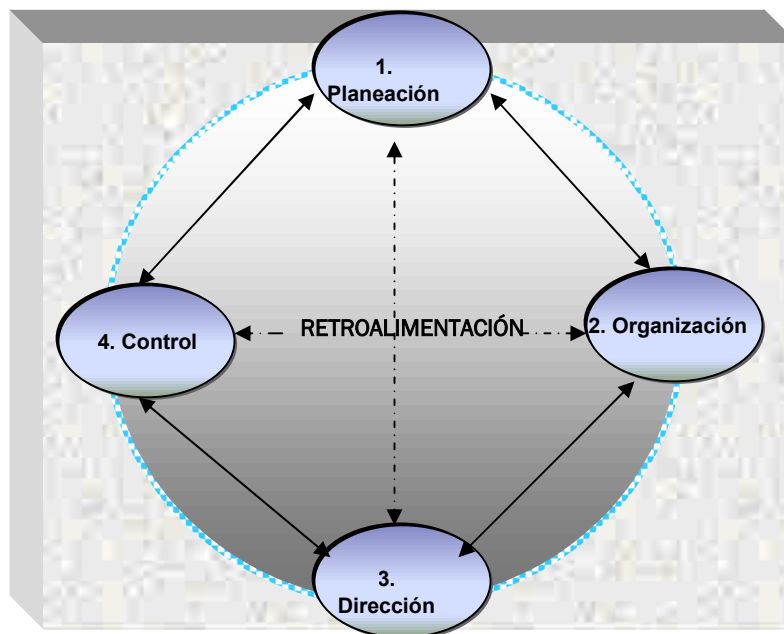 1.
Planeación
RETROALIMENTACIÓN
2. Organización
4. Control
3.
Dirección